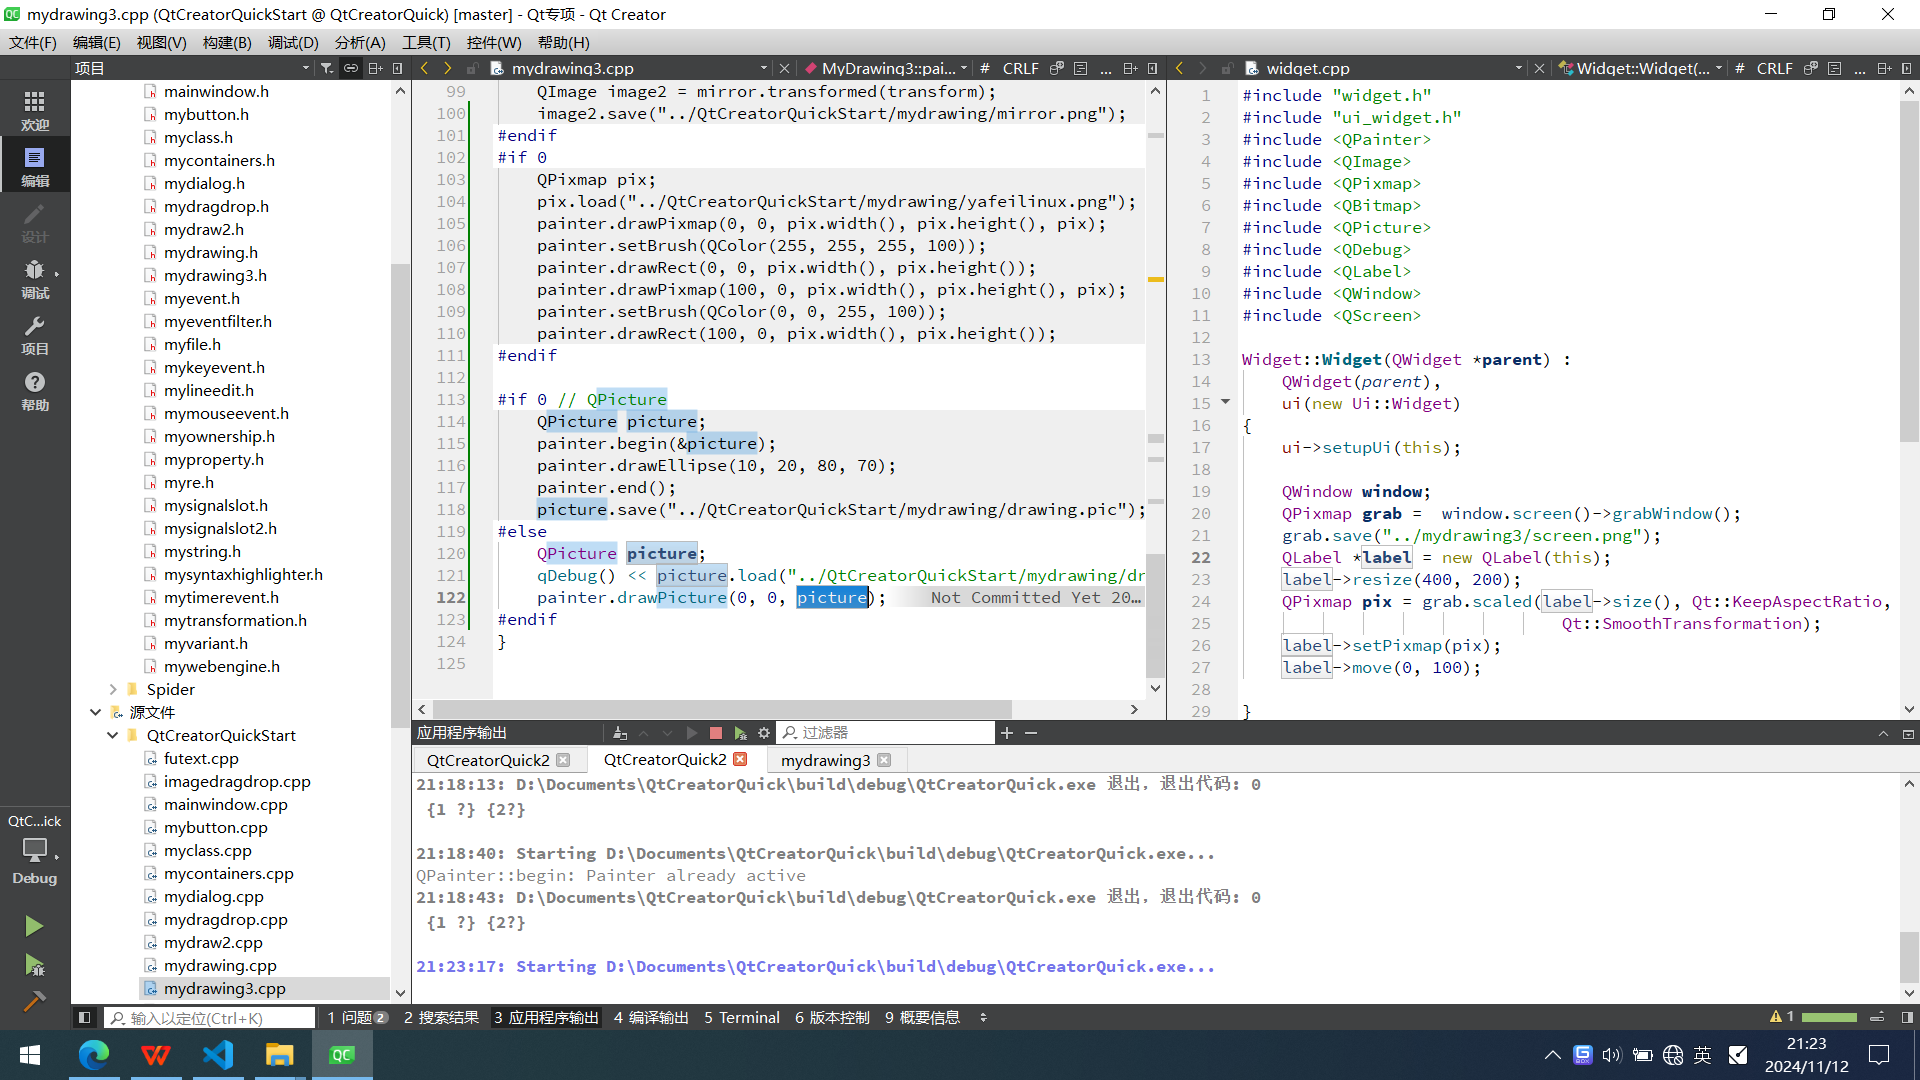 mydrawing3.cpp (QtCreatorQuickStart @ QtCreatorQuick) [master] - Qt专项 - Qt Creator
文件(F) 编辑(E) 视图(V) 构建(B) 调试(D) 分析(A) 工具(T) 控件(W) 帮助(H)
项目
mydrawing3.cpp
MyDrawing3::pai...
# CRLF
widget.cpp
Widget::Widget(...
# CRLF
欢迎
编辑
设计
调试
项目
帮助
QtC...ick
Debug
mainwindow.h
mybutton.h
myclass.h
mycontainers.h
mydialog.h
mydragdrop.h
mydraw2.h
mydrawing.h
mydrawing3.h
myevent.h
myeventfilter.h
myfile.h
mykeyevent.h
mylineedit.h
mymouseevent.h
myownership.h
myproperty.h
myre.h
mysignalslot.h
mysignalslot2.h
mystring.h
mysyntaxhighlighter.h
mytimerevent.h
mytransformation.h
myvariant.h
mywebengine.h
Spider
源文件
QtCreatorQuickStart
futext.cpp
imagedragdrop.cpp
mainwindow.cpp
mybutton.cpp
myclass.cpp
mycontainers.cpp
mydialog.cpp
mydragdrop.cpp
mydraw2.cpp
mydrawing.cpp
mydrawing3.cpp
99 QImage image2 = mirror.transformed(transform);
100 image2.save("../QtCreatorQuickStart/mydrawing/mirror.png");
101 #endif
102 #if 0
103 QPixmap pix;
104 pix.load("../QtCreatorQuickStart/mydrawing/yafeilinux.png");
105 painter.drawPixmap(0, 0, pix.width(), pix.height(), pix);
106 painter.setBrush(QColor(255, 255, 255, 100));
107 painter.drawRect(0, 0, pix.width(), pix.height());
108 painter.drawPixmap(100, 0, pix.width(), pix.height(), pix);
109 painter.setBrush(QColor(0, 0, 255, 100));
110 painter.drawRect(100, 0, pix.width(), pix.height());
111 #endif
112
113 #if 0 // QPicture
114 QPicture picture;
115 painter.begin(&picture);
116 painter.drawEllipse(10, 20, 80, 70);
117 painter.end();
118 picture.save("../QtCreatorQuickStart/mydrawing/drawing.pic");
119 #else
120 QPicture picture;
121 qDebug() << picture.load("../QtCreatorQuickStart/mydrawing/dr
122 painter.drawPicture(0, 0, picture); Not Committed Yet 20…
123 #endif
124 }
125
1 #include "widget.h"
2 #include "ui_widget.h"
3 #include <QPainter>
4 #include <QImage>
5 #include <QPixmap>
6 #include <QBitmap>
7 #include <QPicture>
8 #include <QDebug>
9 #include <QLabel>
10 #include <QWindow>
11 #include <QScreen>
12
13 Widget::Widget(QWidget *parent) :
14 QWidget(parent),
15 ui(new Ui::Widget)
16 {
17 ui->setupUi(this);
18
19 QWindow window;
20 QPixmap grab =  window.screen()->grabWindow();
21 grab.save("../mydrawing3/screen.png");
22 QLabel *label = new QLabel(this);
23 label->resize(400, 200);
24 QPixmap pix = grab.scaled(label->size(), Qt::KeepAspectRatio,
25 Qt::SmoothTransformation);
26 label->setPixmap(pix);
27 label->move(0, 100);
28
29 }
应用程序输出
过滤器
QtCreatorQuick2
QtCreatorQuick2
mydrawing3
21:18:13: D:\Documents\QtCreatorQuick\build\debug\QtCreatorQuick.exe 退出，退出代码: 0
{1 ?} {2?}
21:18:40: Starting D:\Documents\QtCreatorQuick\build\debug\QtCreatorQuick.exe...
QPainter::begin: Painter already active
21:18:43: D:\Documents\QtCreatorQuick\build\debug\QtCreatorQuick.exe 退出，退出代码: 0
{1 ?} {2?}
21:23:17: Starting D:\Documents\QtCreatorQuick\build\debug\QtCreatorQuick.exe...
输入以定位(Ctrl+K)
1 问题 2
2 搜索结果
3 应用程序输出
4 编译输出
5 Terminal
6 版本控制
9 概要信息
1
英
21:23
2024/11/12